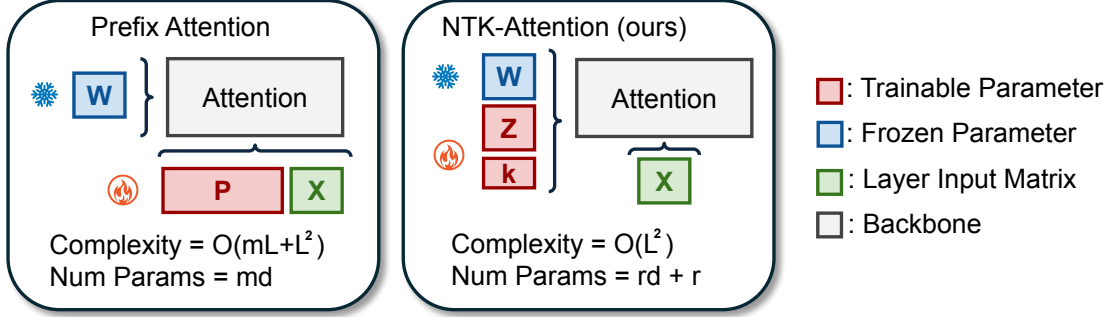 Prefix Attention
W
Attention
P
X
Complexity = O(mL+L²)
Num Params = md
NTK-Attention (ours)
W
Z
k
Attention
X
Complexity = O(L²)
Num Params = rd + r
: Trainable Parameter
: Frozen Parameter
: Layer Input Matrix
: Backbone